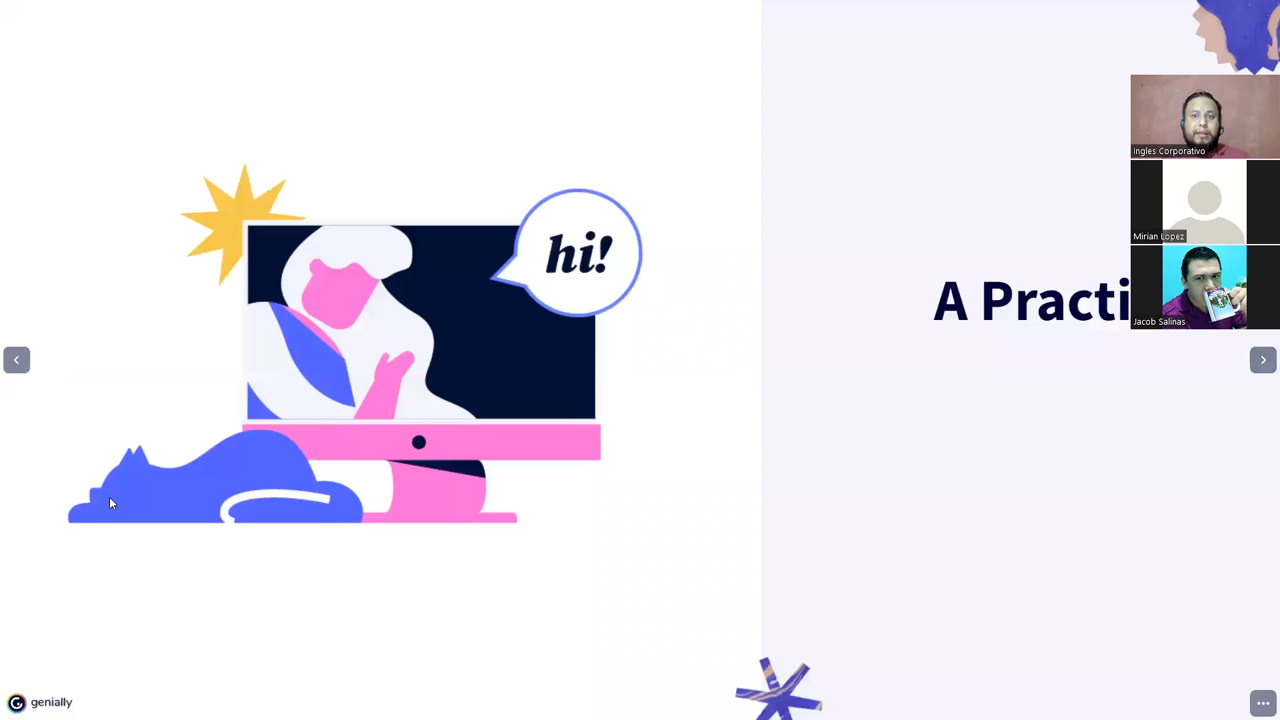 hi!
A Practi
Ingles Corporativo
Mirian Lopez
Jacob Salinas
genially